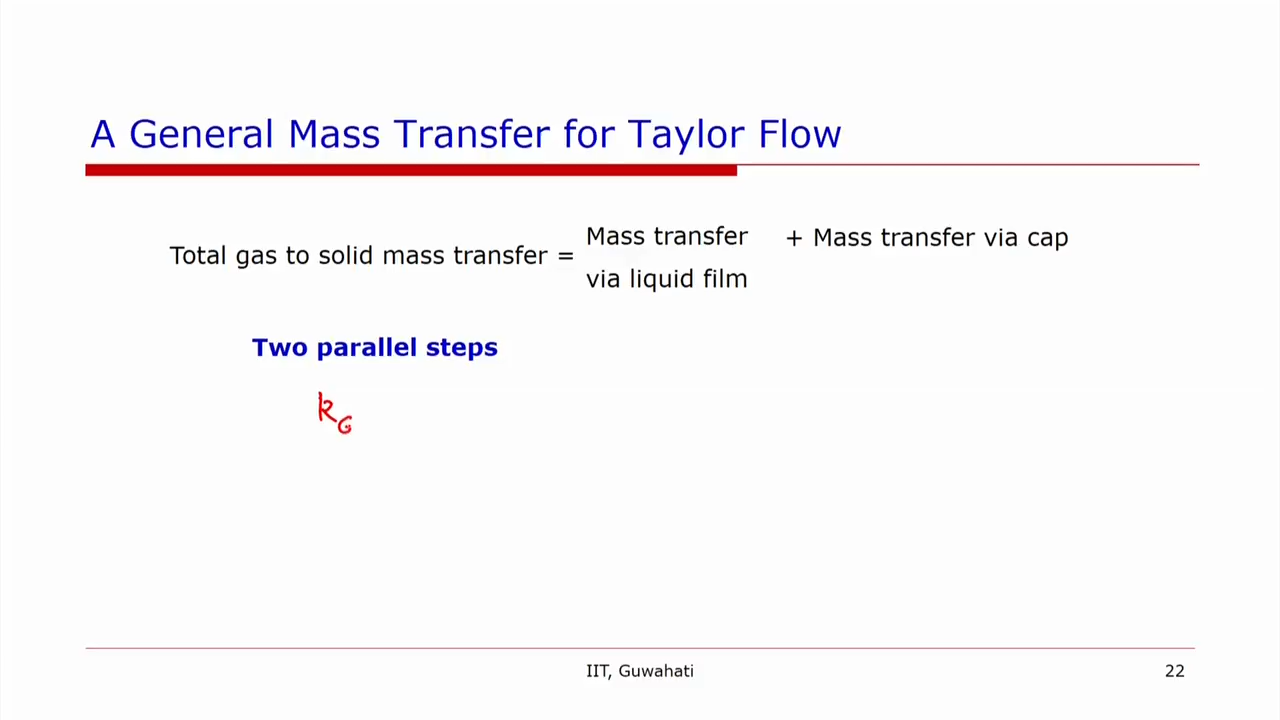 A General Mass Transfer for Taylor Flow
Total gas to solid mass transfer =
Mass transfer
via liquid film
+ Mass transfer via cap
Two parallel steps
k_G
IIT, Guwahati
22